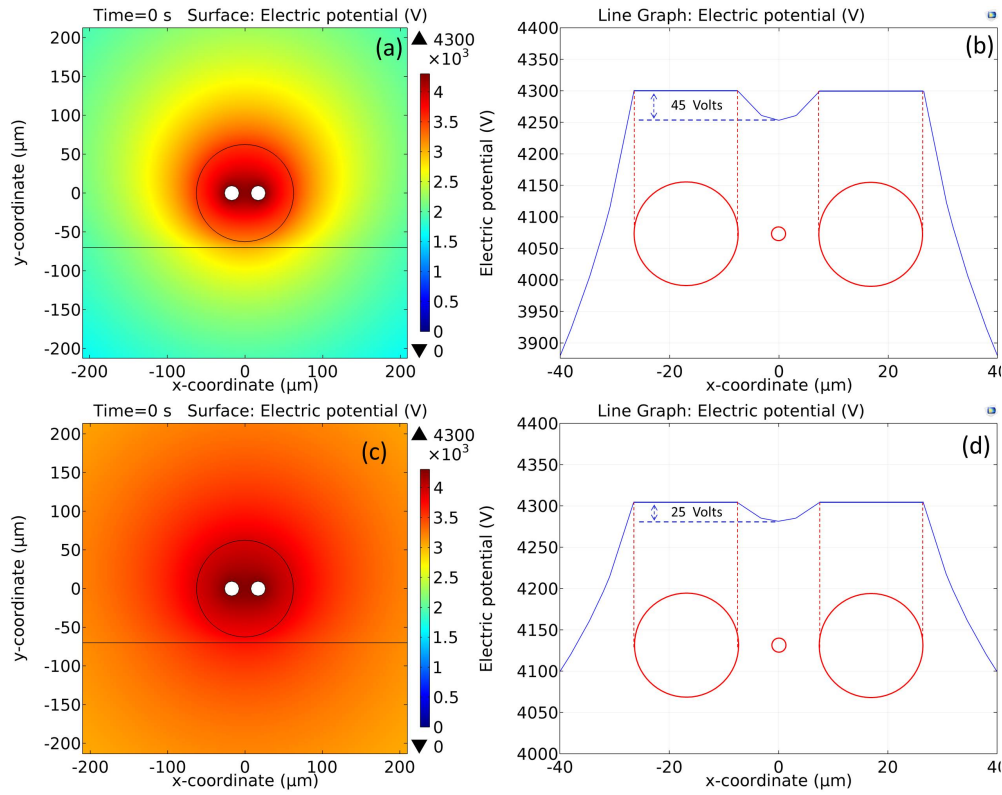 Time=0 s Surface: Electric potential (V)
(a)
y-coordinate (μm)
200
150
100
50
0
-50
-100
-150
-200
-200 -100 0 100 200
x-coordinate (μm)
4300
×10³
4
3.5
3
2.5
2
1.5
1
0.5
0
0
Line Graph: Electric potential (V)
(b)
Electric potential (V)
4400
4350
4300
4250
4200
4150
4100
4050
4000
3950
3900
45 Volts
-40 -20 0 20 40
x-coordinate (μm)
Time=0 s Surface: Electric potential (V)
(c)
y-coordinate (μm)
200
150
100
50
0
-50
-100
-150
-200
-200 -100 0 100 200
x-coordinate (μm)
4300
×10³
4
3.5
3
2.5
2
1.5
1
0.5
0
0
Line Graph: Electric potential (V)
(d)
Electric potential (V)
4400
4350
4300
4250
4200
4150
4100
4050
4000
25 Volts
-40 -20 0 20 40
x-coordinate (μm)